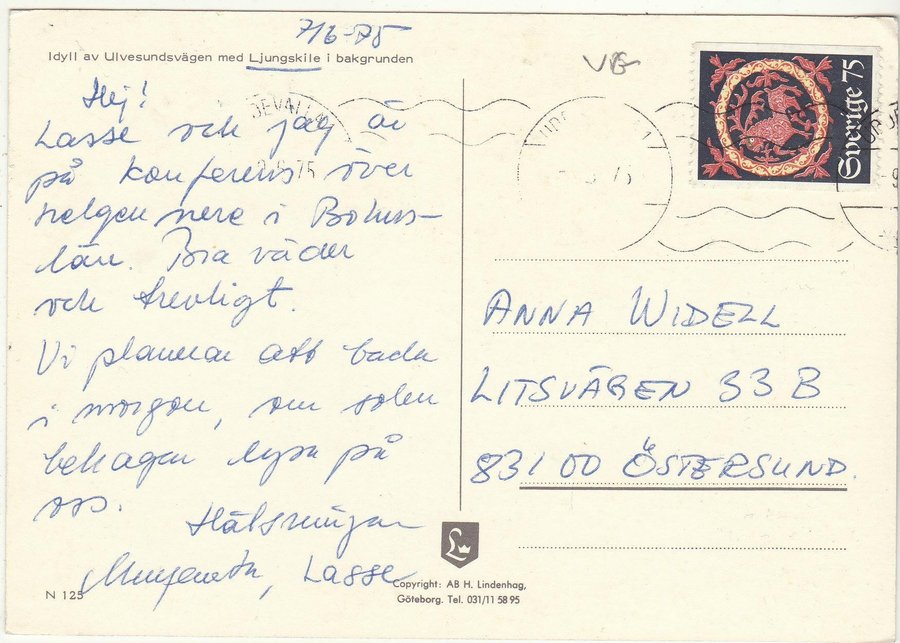 7/6-75
Idyll av Ulvesundsvägen med Ljungskile i bakgrunden
Hej!
Lasse och jag är
på konferens över
helgen nere i Bohus-
län. Bra väder
och trevligt.
Vi planerar att bada
i morgon, om solen
behagar lysa på
oss.
Hälsningar
Margareta, Lasse
N 125
Sverige 75
ANNA WIDELL
LITSVÄGEN 33 B
831 00 ÖSTERSUND.
L
Copyright: AB H. Lindenhag,
Göteborg. Tel. 031/11 58 95